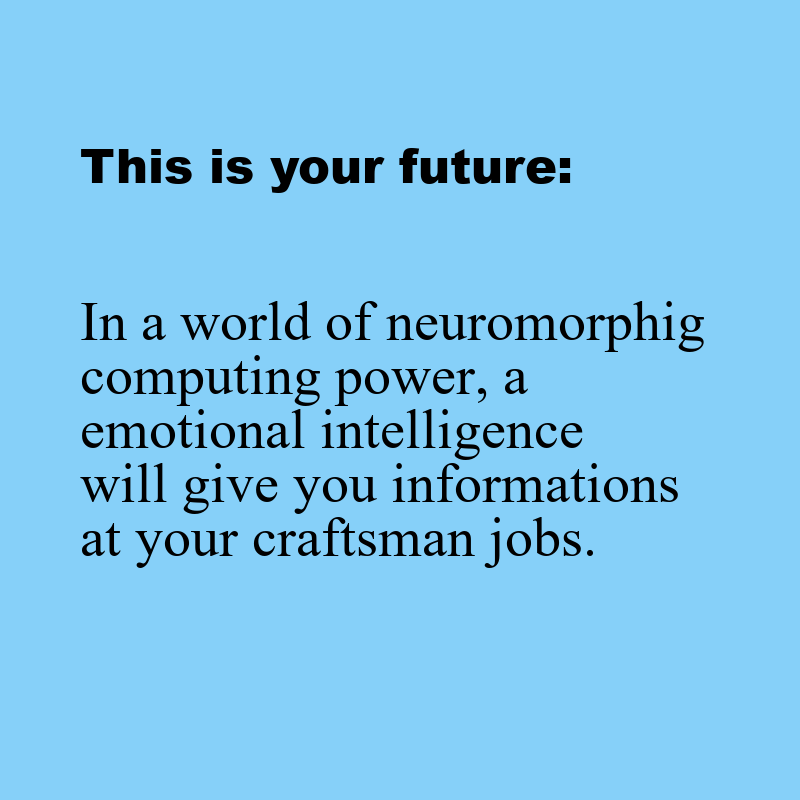 This is your future:
In a world of neuromorphig
computing power, a
emotional intelligence
will give you informations
at your craftsman jobs.